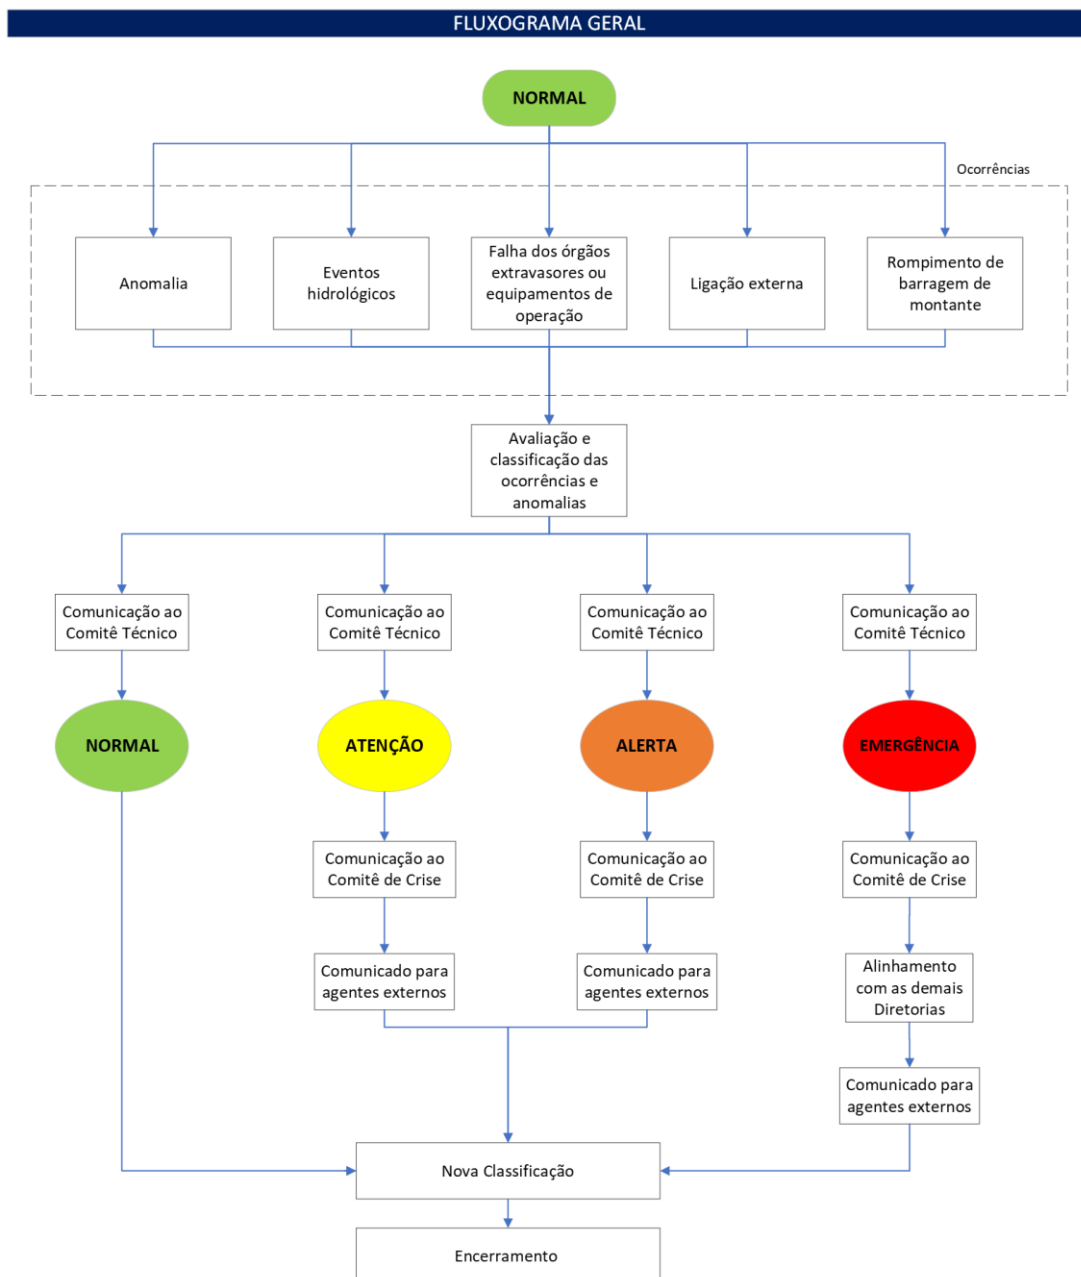 FLUXOGRAMA GERAL
NORMAL
Ocorrências
Anomalia
Eventos
hidrológicos
Falha dos órgãos
extravasores ou
equipamentos de
operação
Ligação externa
Rompimento de
barragem de
montante
Avaliação e
classificação das
ocorrências e
anomalias
Comunicação ao
Comitê Técnico
Comunicação ao
Comitê Técnico
Comunicação ao
Comitê Técnico
Comunicação ao
Comitê Técnico
NORMAL
ATENÇÃO
ALERTA
EMERGÊNCIA
Comunicação ao
Comitê de Crise
Comunicação ao
Comitê de Crise
Comunicação ao
Comitê de Crise
Comunicado para
agentes externos
Comunicado para
agentes externos
Alinhamento
com as demais
Diretorias
Comunicado para
agentes externos
Nova Classificação
Encerramento